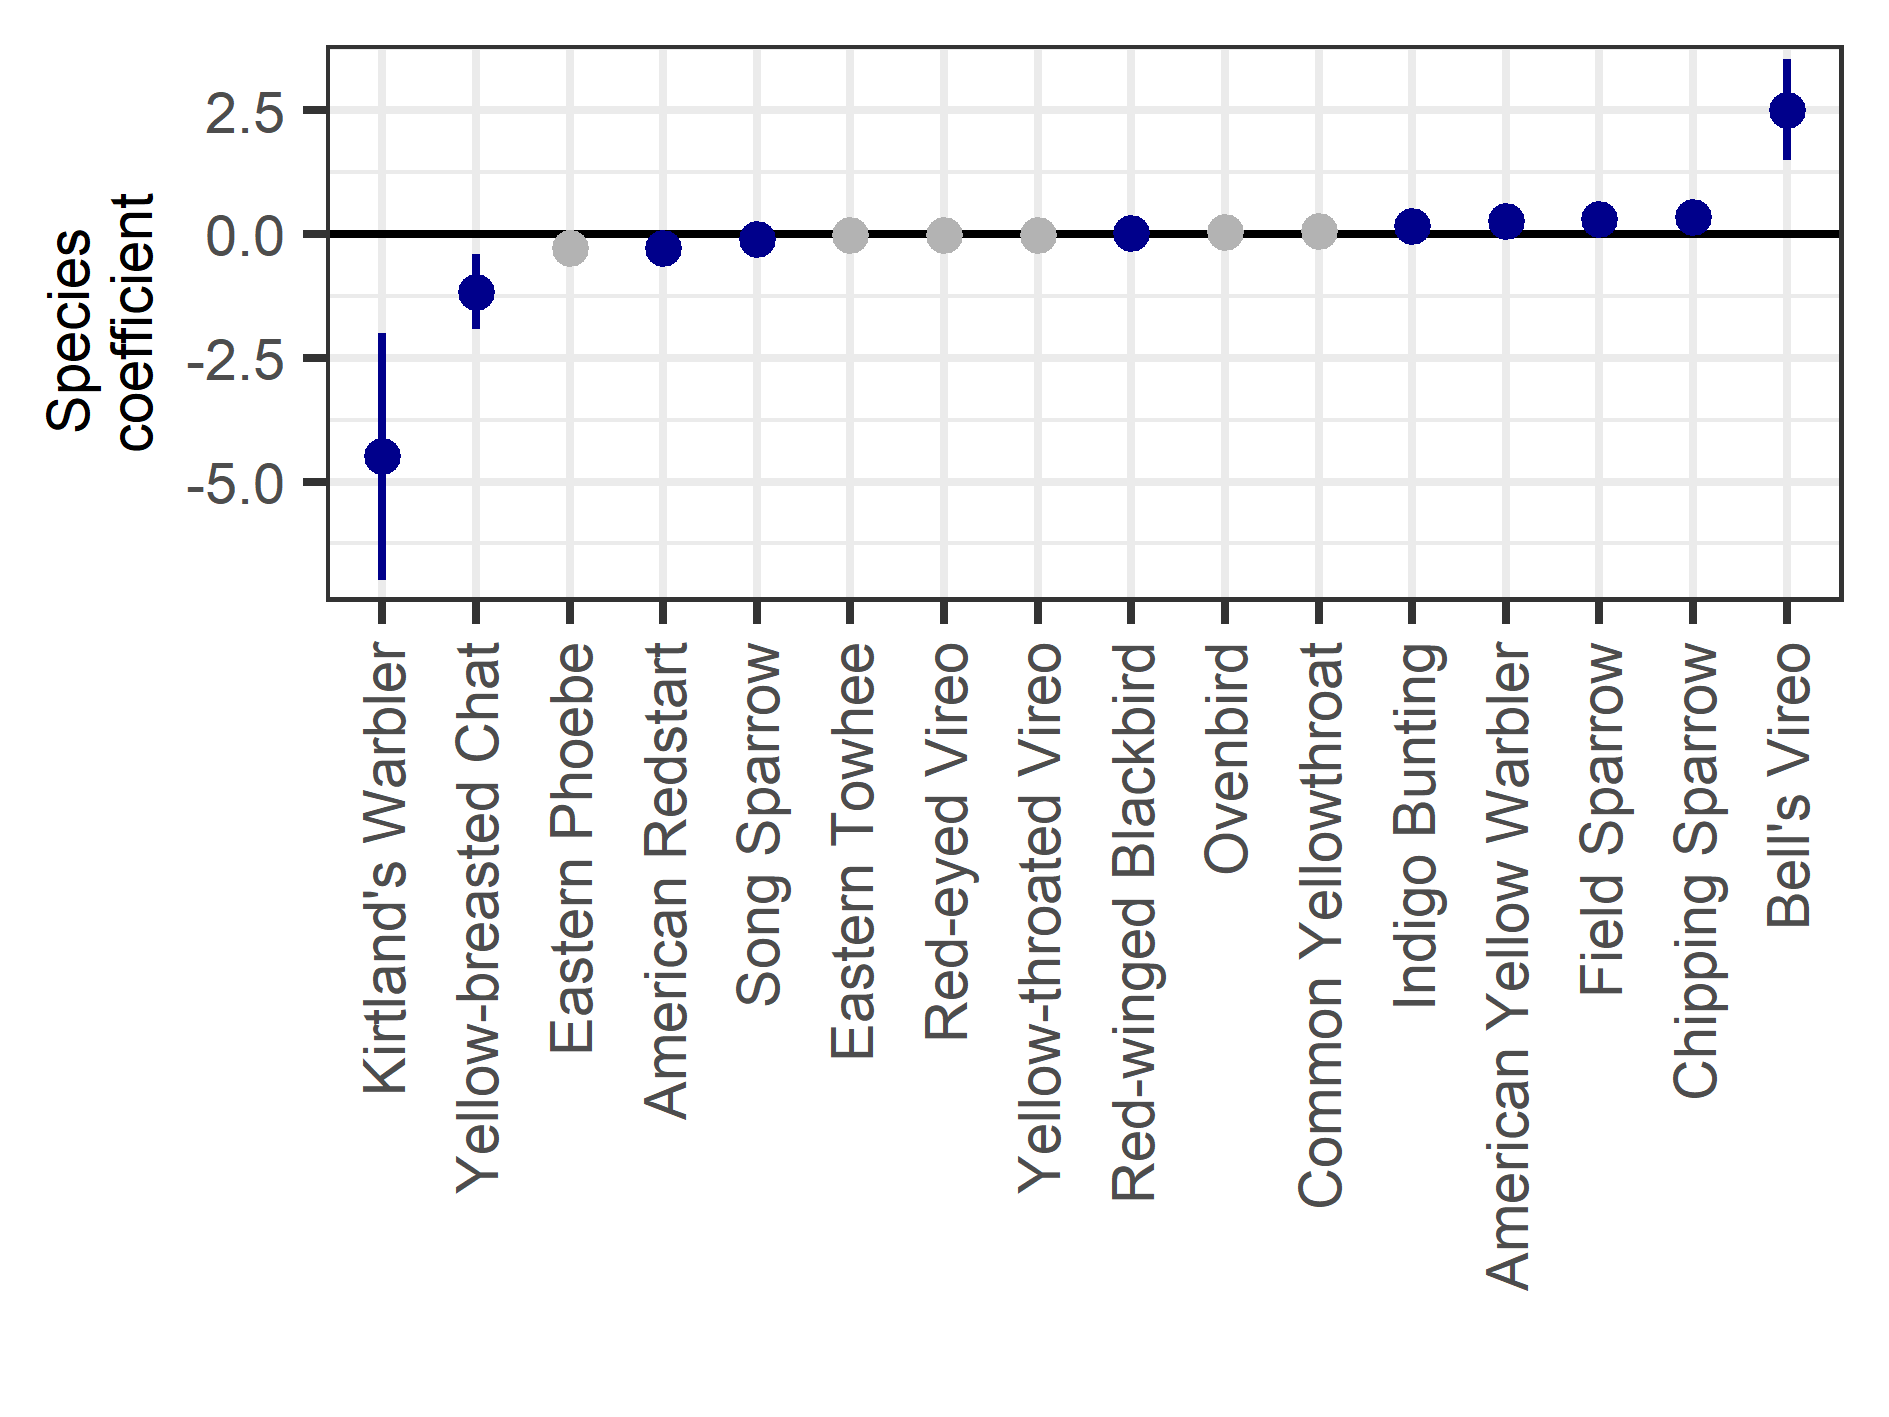 Species
coefficient
2.5
0.0
-2.5
-5.0
Kirtland's Warbler
Yellow-breasted Chat
Eastern Phoebe
American Redstart
Song Sparrow
Eastern Towhee
Red-eyed Vireo
Yellow-throated Vireo
Red-winged Blackbird
Ovenbird
Common Yellowthroat
Indigo Bunting
American Yellow Warbler
Field Sparrow
Chipping Sparrow
Bell's Vireo